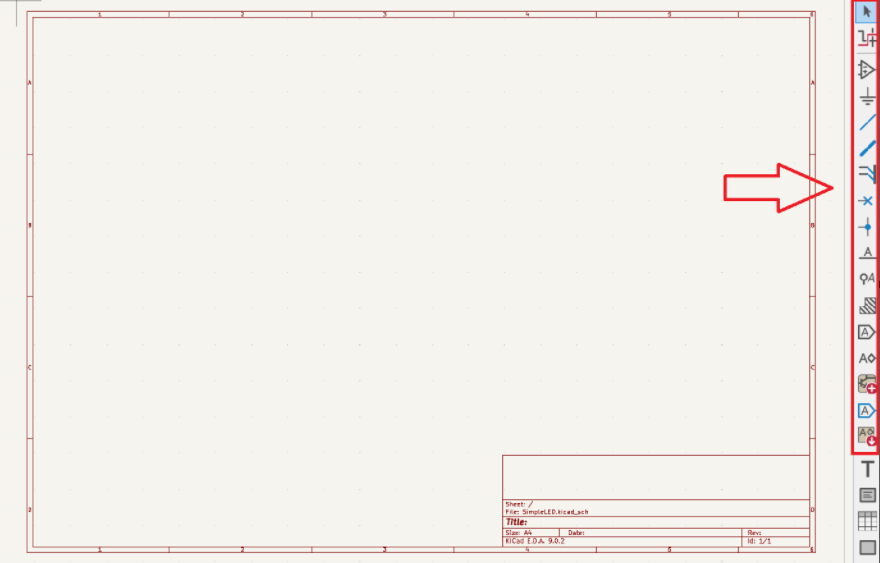 1 2 3 4 5 6
A A
B B
A
A
C C
A
A
A
A
T
Sheet: /
File: SimpleLED.kicad_sch
D D
Title:
Size: A4 Date: Rev:
KiCad E.D.A. 9.0.2 Id: 1/1
1 2 3 4 5 6